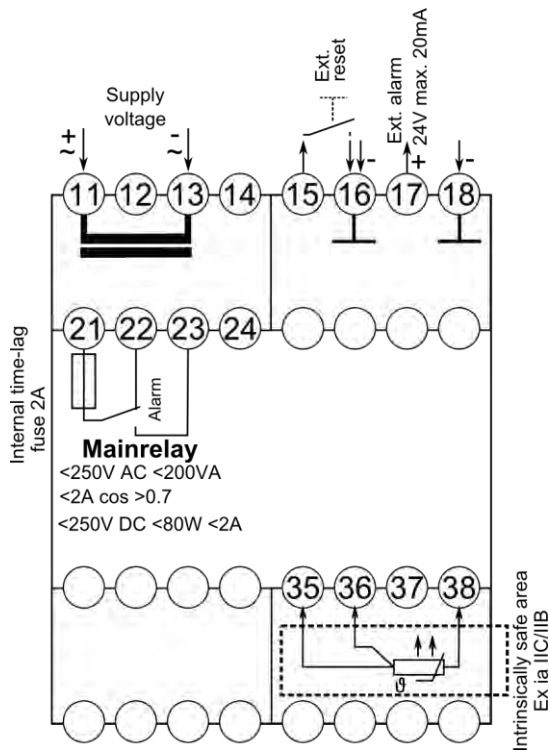 Supply
voltage
+
~
-
~
Ext.
reset
Ext. alarm
24V max. 20mA
-
+
-
11 12 13 14 15 16 17 18
21 22 23 24
Internal time-lag
fuse 2A
Alarm
Mainrelay
<250V AC <200VA
<2A cos >0.7
<250V DC <80W <2A
35 36 37 38
ϑ
Intrinsically safe area
Ex ia IIC/IIB